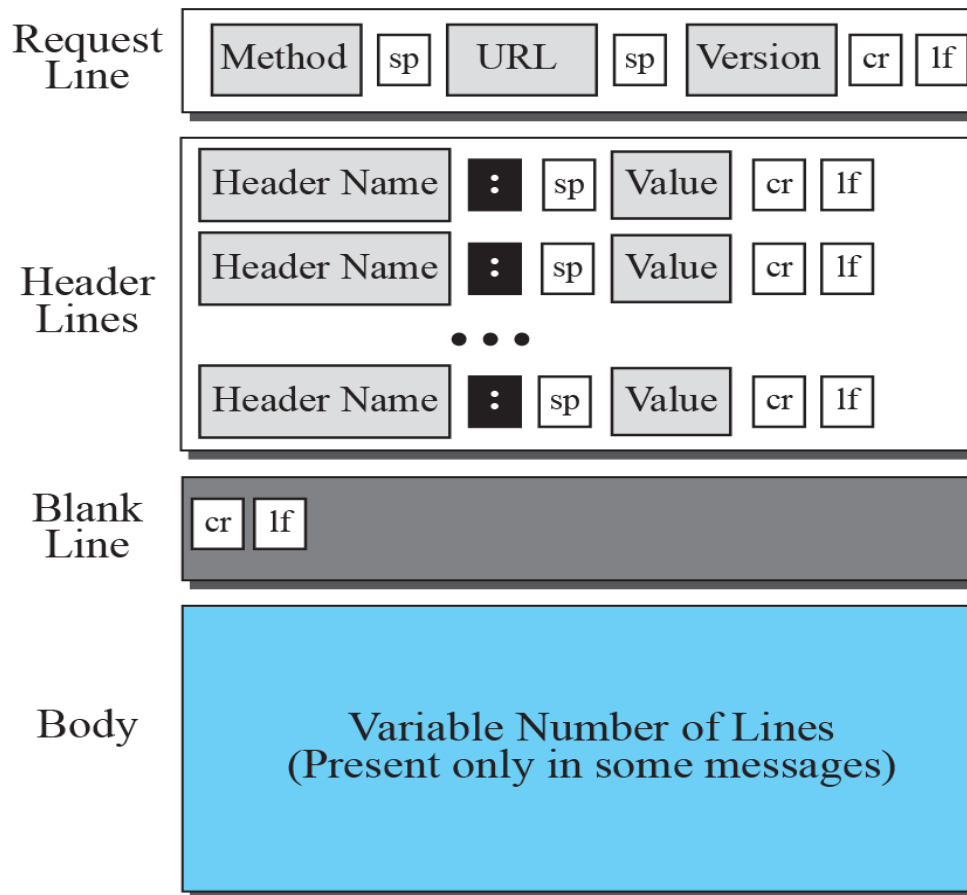 Request Line
Method sp URL sp Version cr lf
Header Lines
Header Name : sp Value cr lf
Header Name : sp Value cr lf
• • •
Header Name : sp Value cr lf
Blank Line
cr lf
Body
Variable Number of Lines
(Present only in some messages)